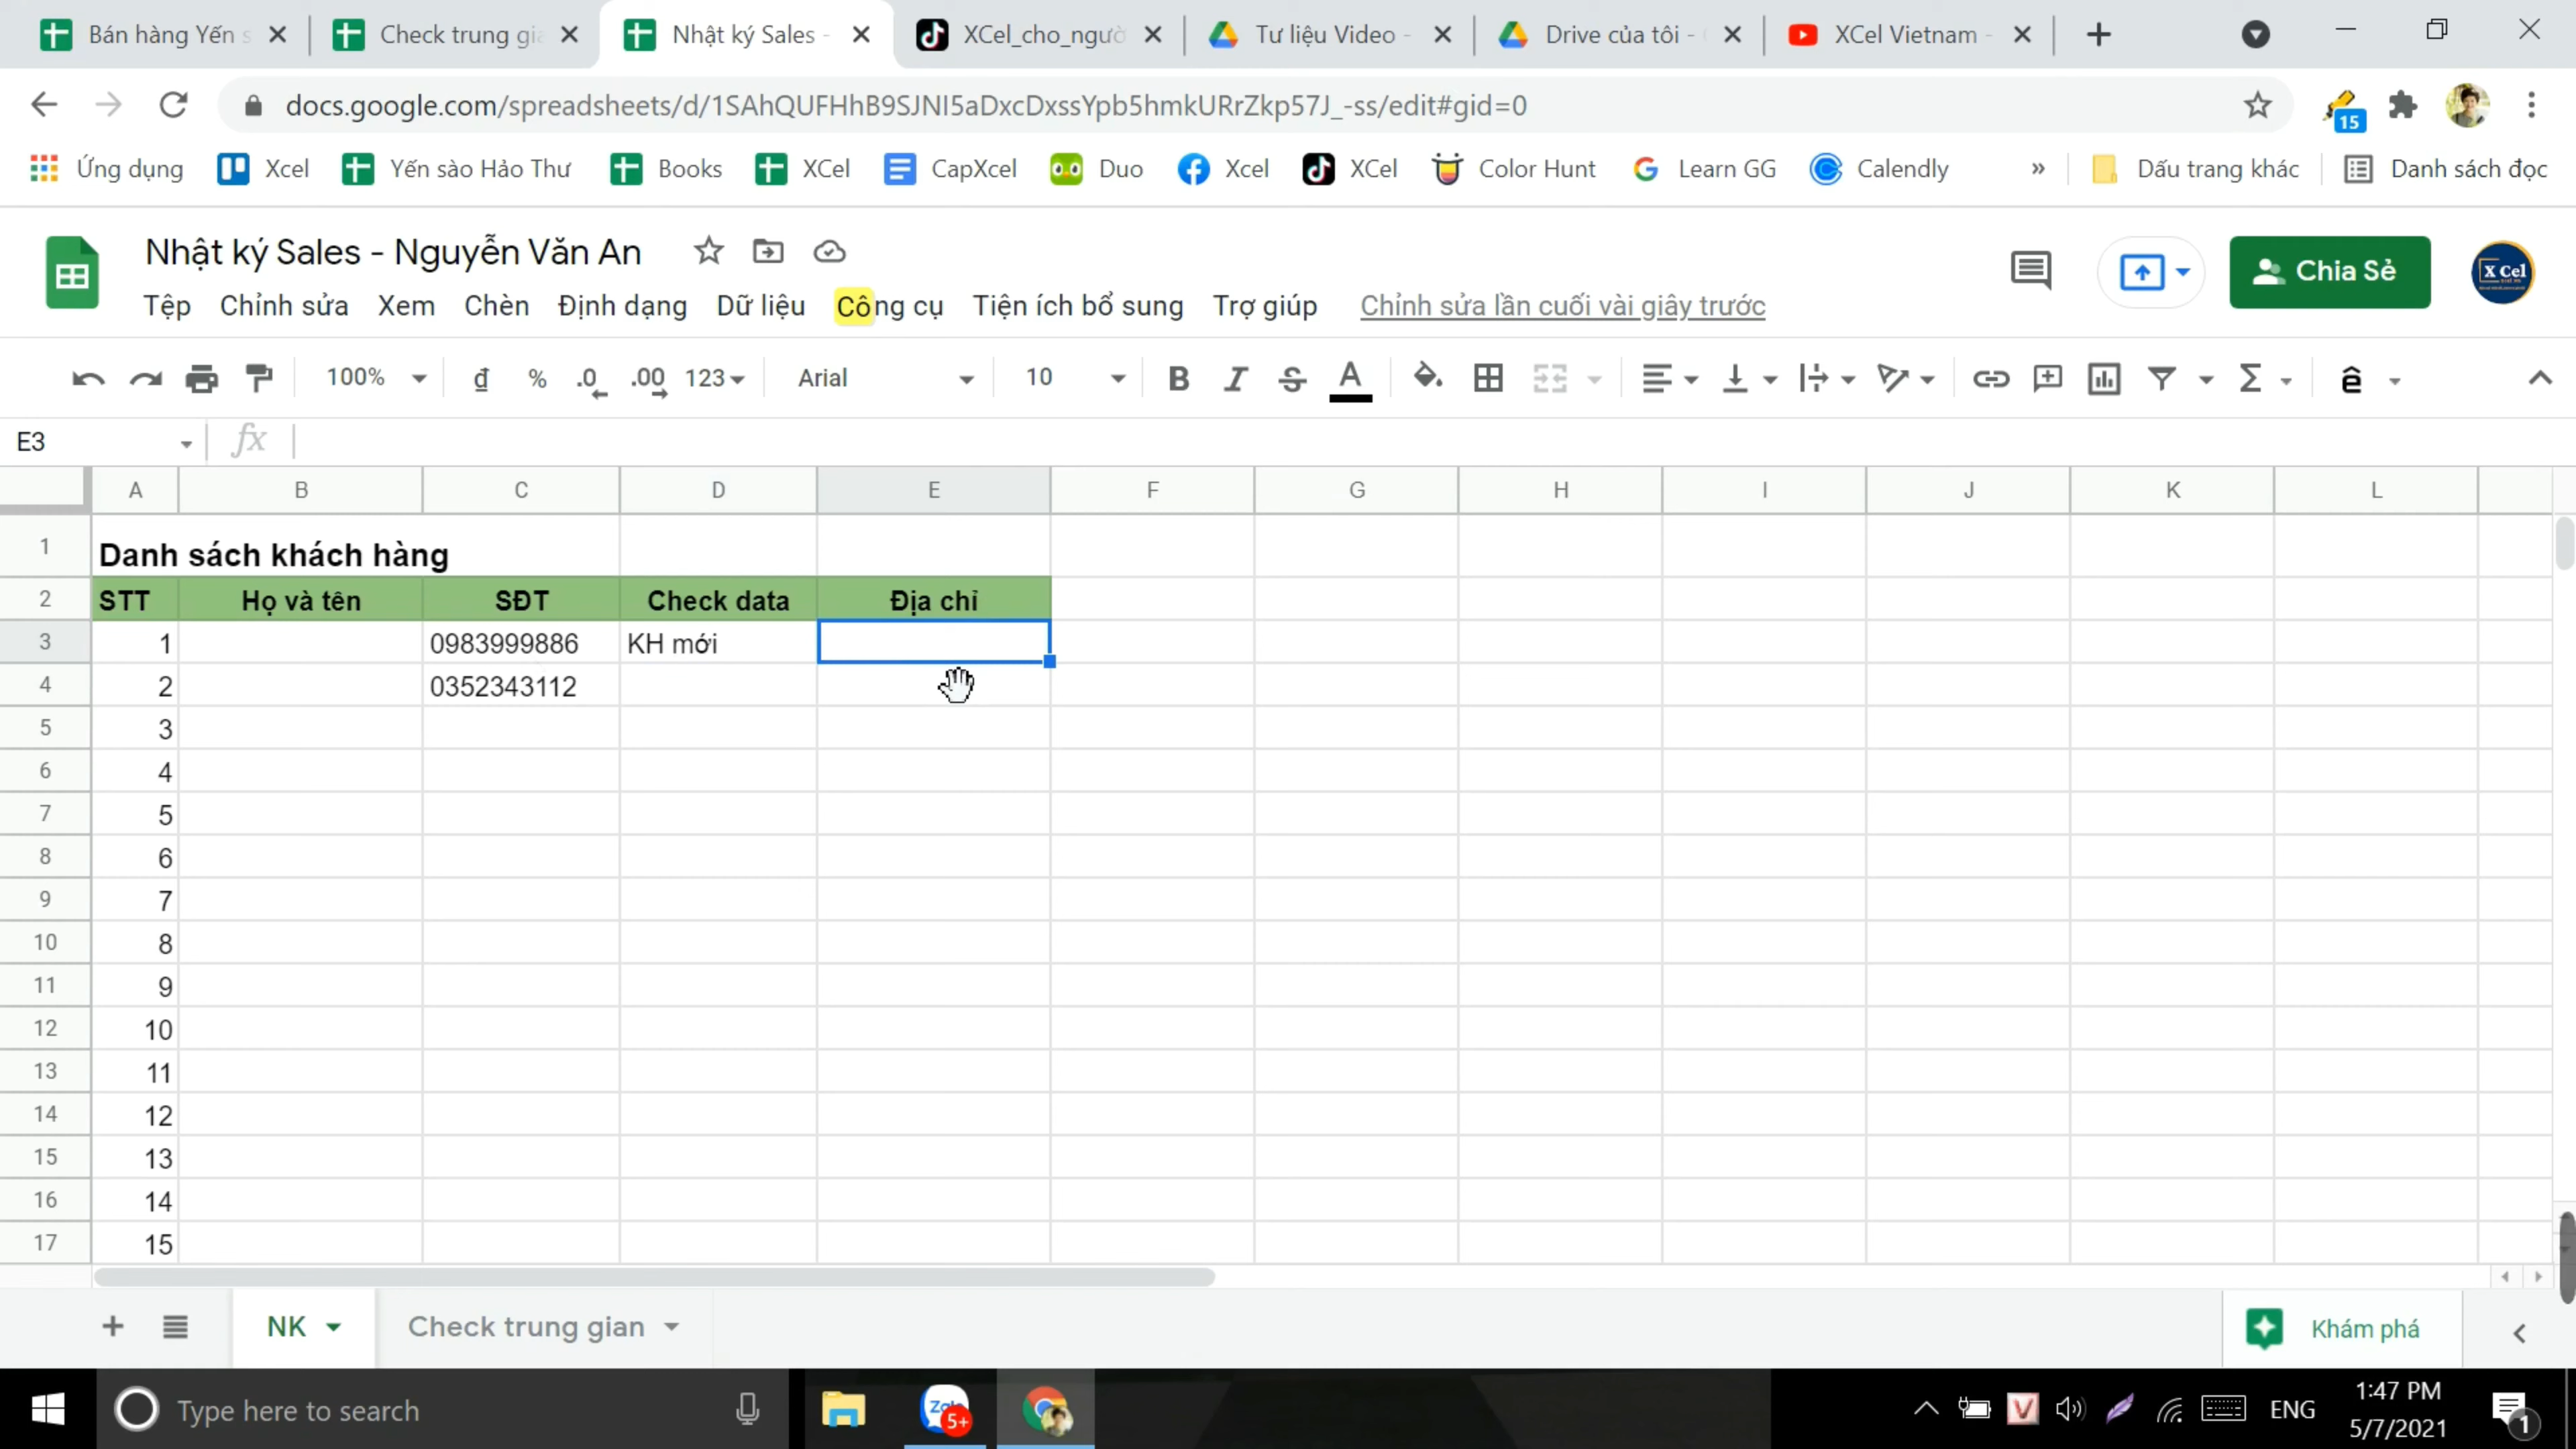 Bán hàng Yến s
Check trung gia
Nhật ký Sales -
XCel_cho_ngườ
Tư liệu Video -
Drive của tôi -
XCel Vietnam -
docs.google.com/spreadsheets/d/1SAhQUFHhB9SJNI5aDxcDxssYpb5hmkURrZkp57J_-ss/edit#gid=0
15
Ứng dụng
Xcel
Yến sào Hảo Thư
Books
XCel
CapXcel
Duo
Xcel
XCel
Color Hunt
Learn GG
Calendly
»
Dấu trang khác
Danh sách đọc
Nhật ký Sales - Nguyễn Văn An
Chia Sẻ
X Cel
Tệp Chỉnh sửa Xem Chèn Định dạng Dữ liệu Công cụ Tiện ích bổ sung Trợ giúp Chỉnh sửa lần cuối vài giây trước
100% ₫ % .0 .00 123 Arial 10 B I S A Σ ê
E3 fx
A B C D E F G H I J K L
1 Danh sách khách hàng
2 STT Họ và tên SĐT Check data Địa chỉ
3 1 0983999886 KH mới
4 2 0352343112
5 3
6 4
7 5
8 6
9 7
10 8
11 9
12 10
13 11
14 12
15 13
16 14
17 15
NK Check trung gian Khám phá
Type here to search
Zalo
5+
V
ENG
1:47 PM
5/7/2021
1